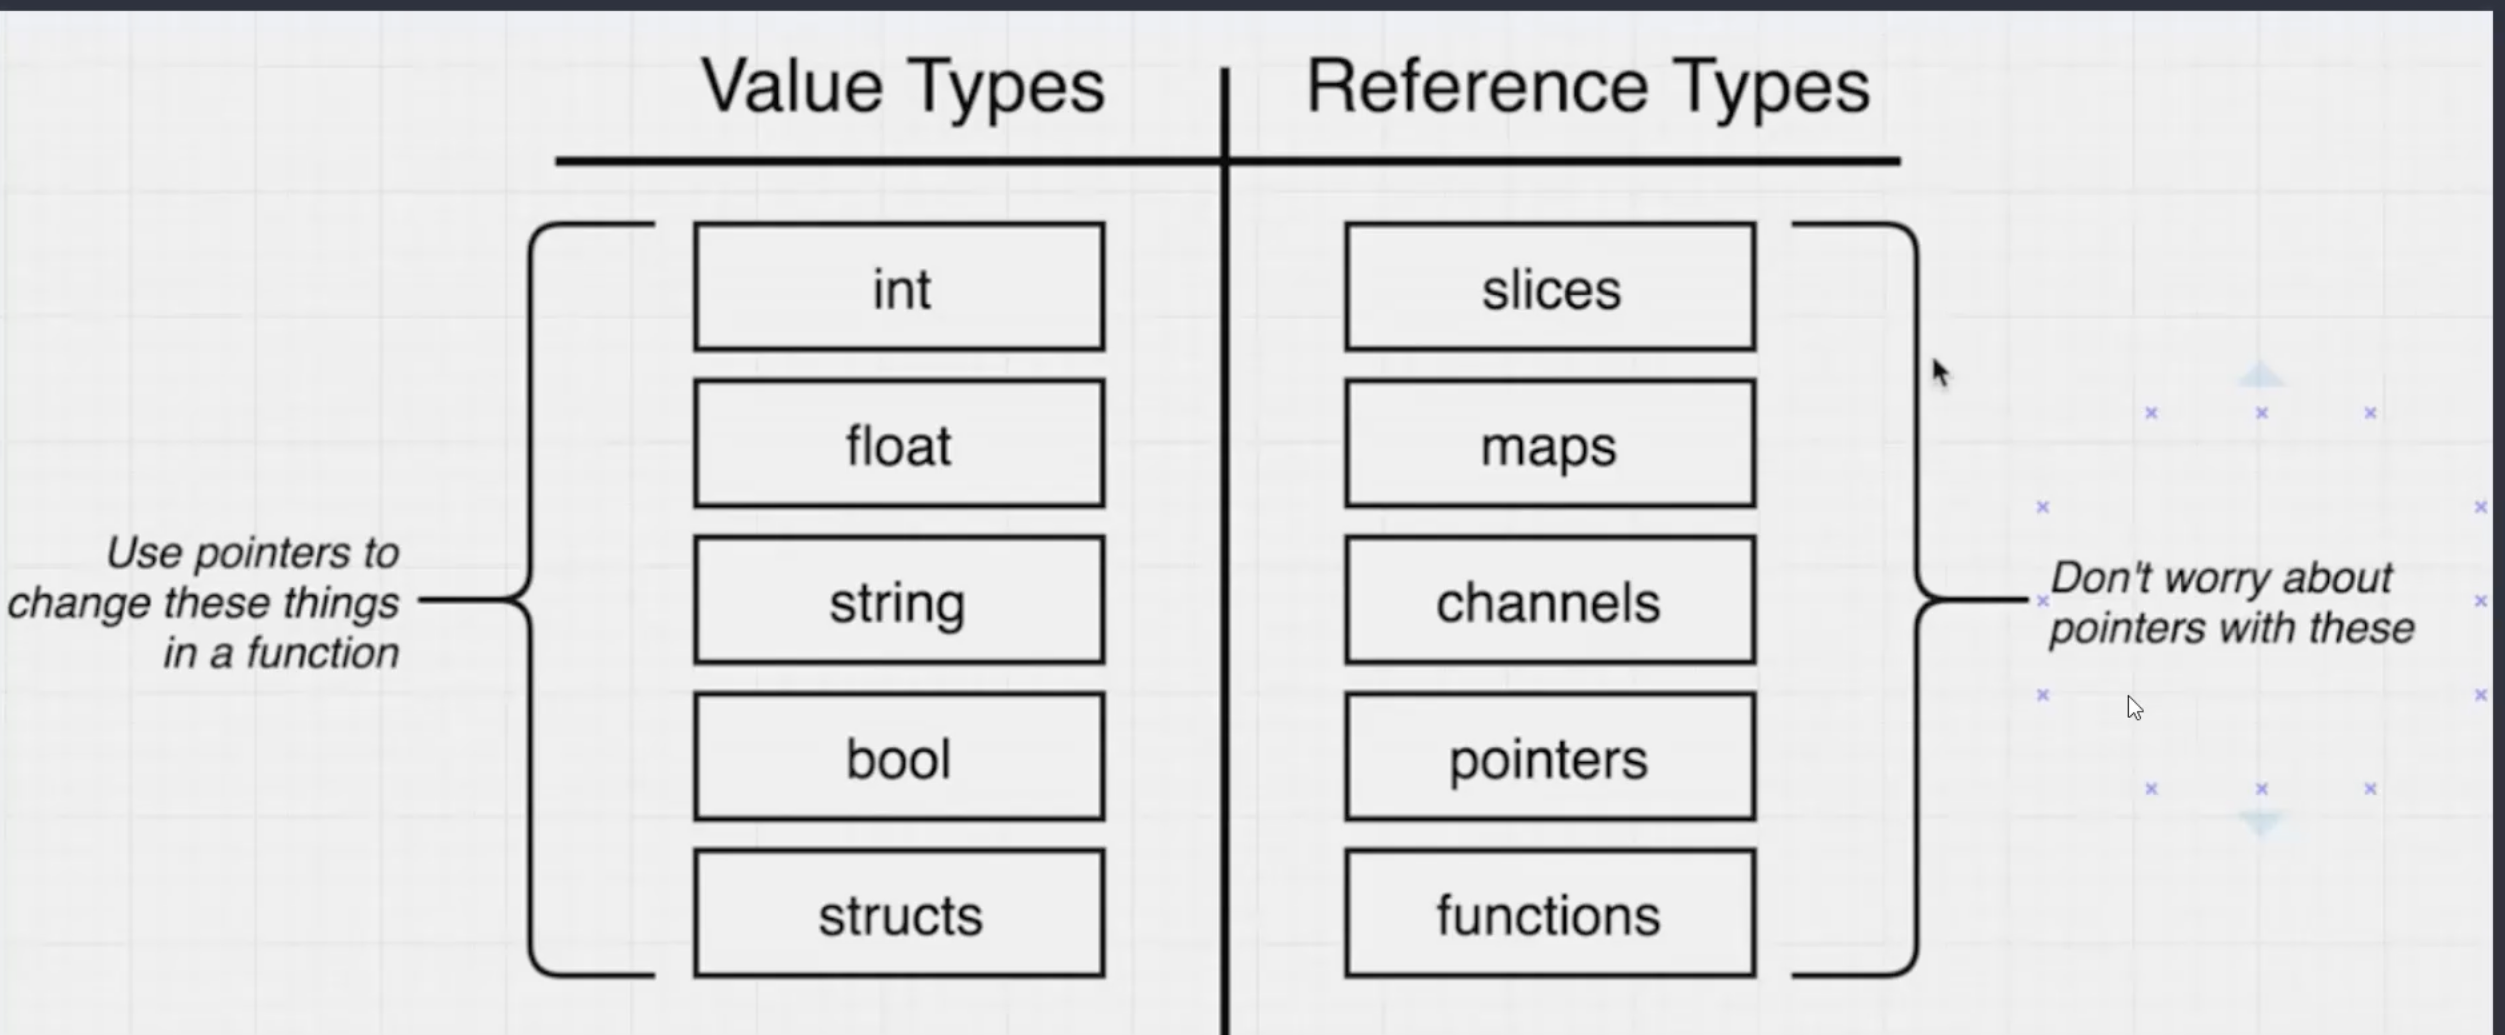 Value Types
Reference Types
int
slices
float
maps
string
channels
bool
pointers
structs
functions
Use pointers to
change these things
in a function
Don't worry about
pointers with these